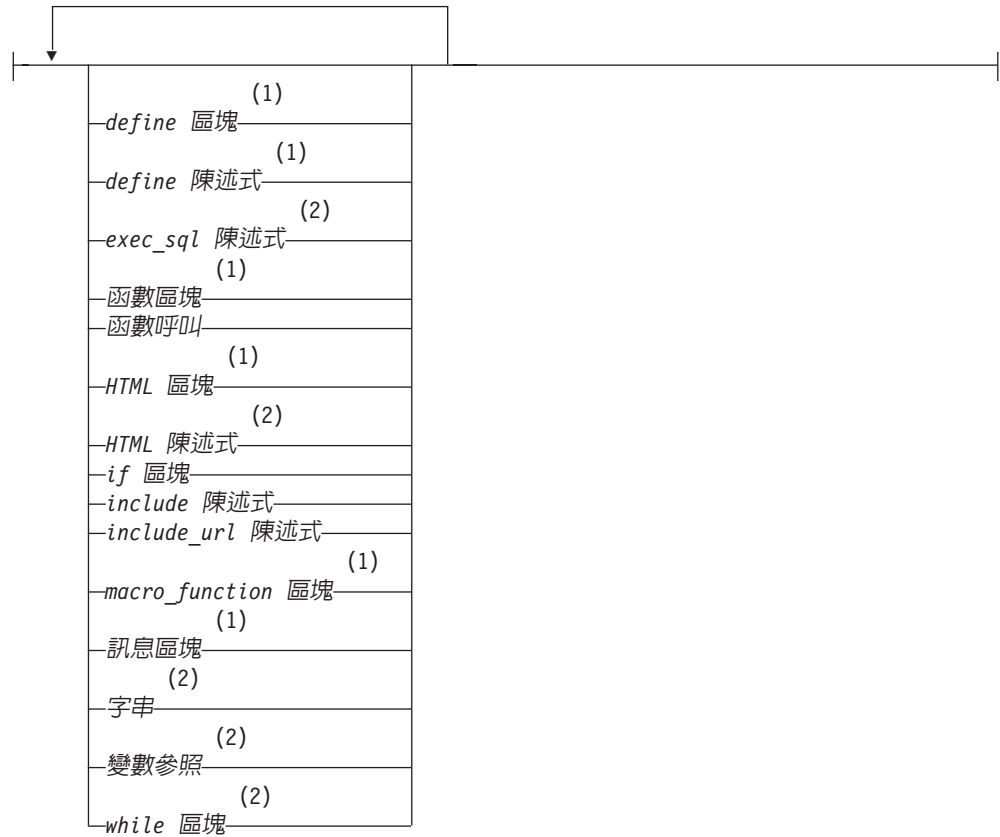 (1)
define 區塊
(1)
define 陳述式
(2)
exec_sql 陳述式
(1)
函數區塊
函數呼叫
(1)
HTML 區塊
(2)
HTML 陳述式
if 區塊
include 陳述式
include_url 陳述式
(1)
macro_function 區塊
(1)
訊息區塊
(2)
字串
(2)
變數參照
(2)
while 區塊